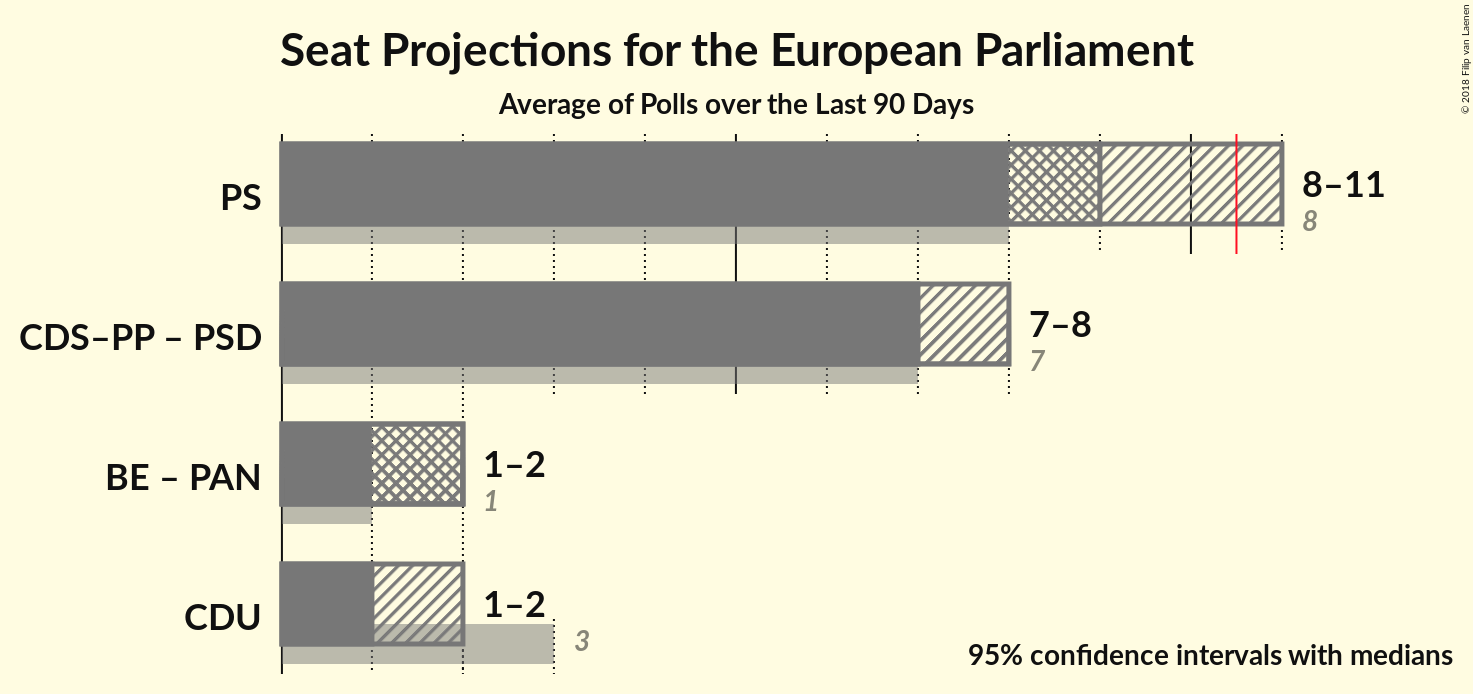 Seat Projections for the European Parliament
Average of Polls over the Last 90 Days
© 2018 Filip van Laenen
PS
8–11
8
CDS–PP – PSD
7–8
7
BE – PAN
1–2
1
CDU
1–2
3
95% confidence intervals with medians